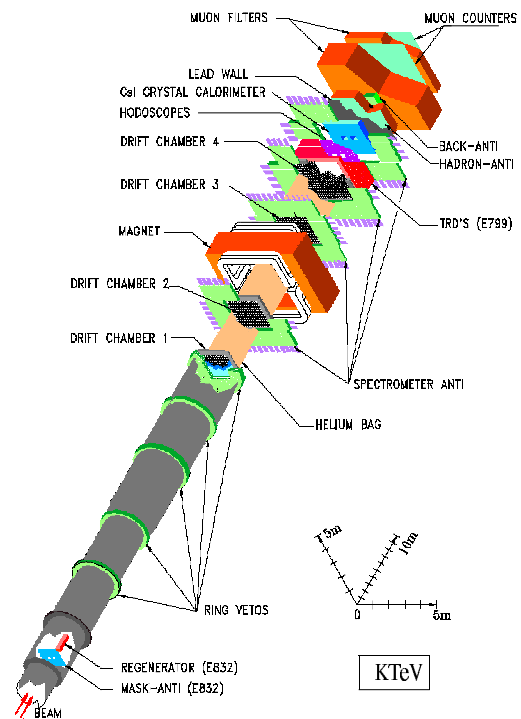 MUON FILTERS
MUON COUNTERS
LEAD WALL
CsI CRYSTAL CALORIMETER
HODOSCOPES
DRIFT CHAMBER 4
BACK-ANTI
HADRON-ANTI
DRIFT CHAMBER 3
TRD'S (E799)
MAGNET
DRIFT CHAMBER 2
DRIFT CHAMBER 1
SPECTROMETER ANTI
HELIUM BAG
5m
10m
0
5m
RING VETOS
REGENERATOR (E832)
MASK-ANTI (E832)
BEAM
KTeV